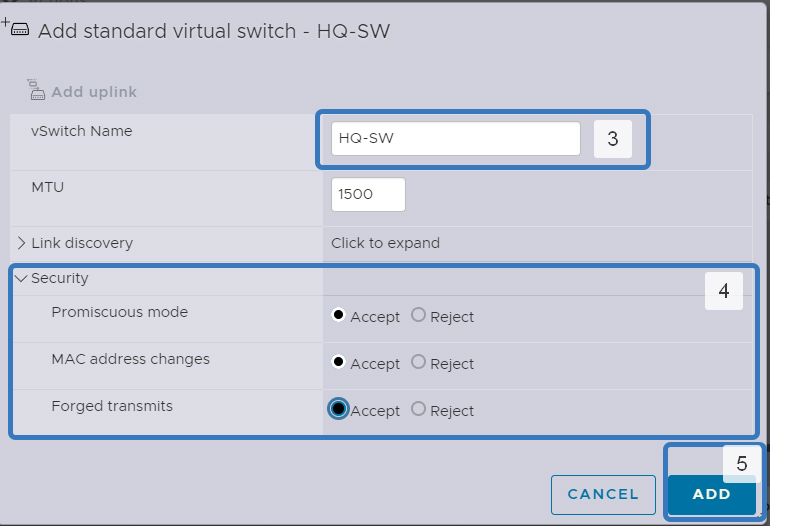 Add standard virtual switch - HQ-SW
Add uplink
vSwitch Name
HQ-SW
3
MTU
1500
Link discovery
Click to expand
Security
4
Promiscuous mode
Accept Reject
MAC address changes
Accept Reject
Forged transmits
Accept Reject
5
CANCEL
ADD